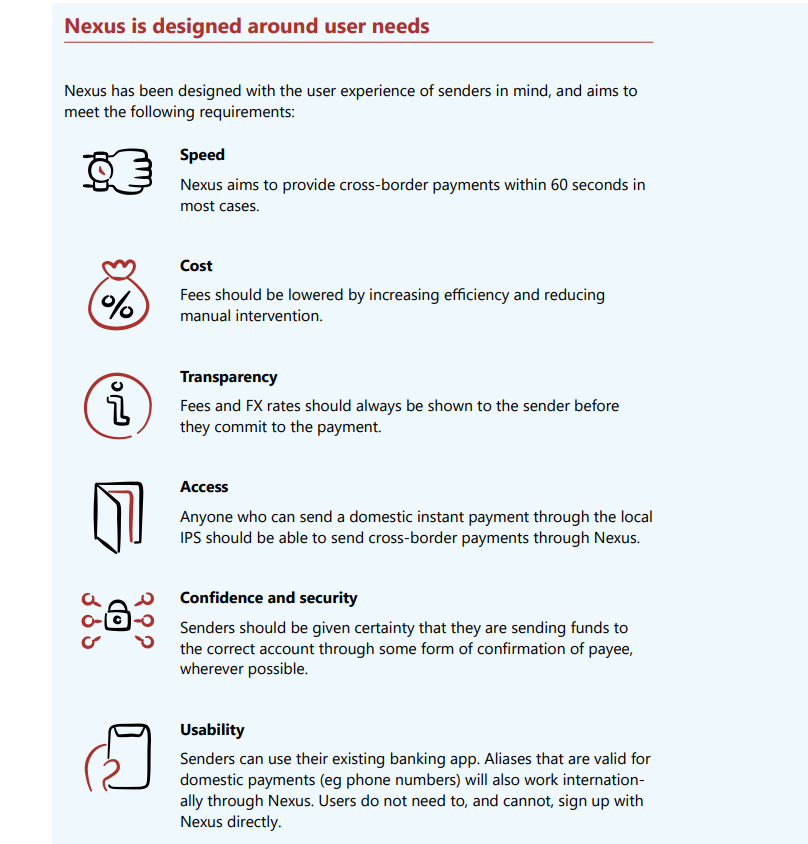 Nexus is designed around user needs
Nexus has been designed with the user experience of senders in mind, and aims to
meet the following requirements:
Speed
Nexus aims to provide cross-border payments within 60 seconds in
most cases.
%
Cost
Fees should be lowered by increasing efficiency and reducing
manual intervention.
i
Transparency
Fees and FX rates should always be shown to the sender before
they commit to the payment.
Access
Anyone who can send a domestic instant payment through the local
IPS should be able to send cross-border payments through Nexus.
Confidence and security
Senders should be given certainty that they are sending funds to
the correct account through some form of confirmation of payee,
wherever possible.
Usability
Senders can use their existing banking app. Aliases that are valid for
domestic payments (eg phone numbers) will also work internation-
ally through Nexus. Users do not need to, and cannot, sign up with
Nexus directly.